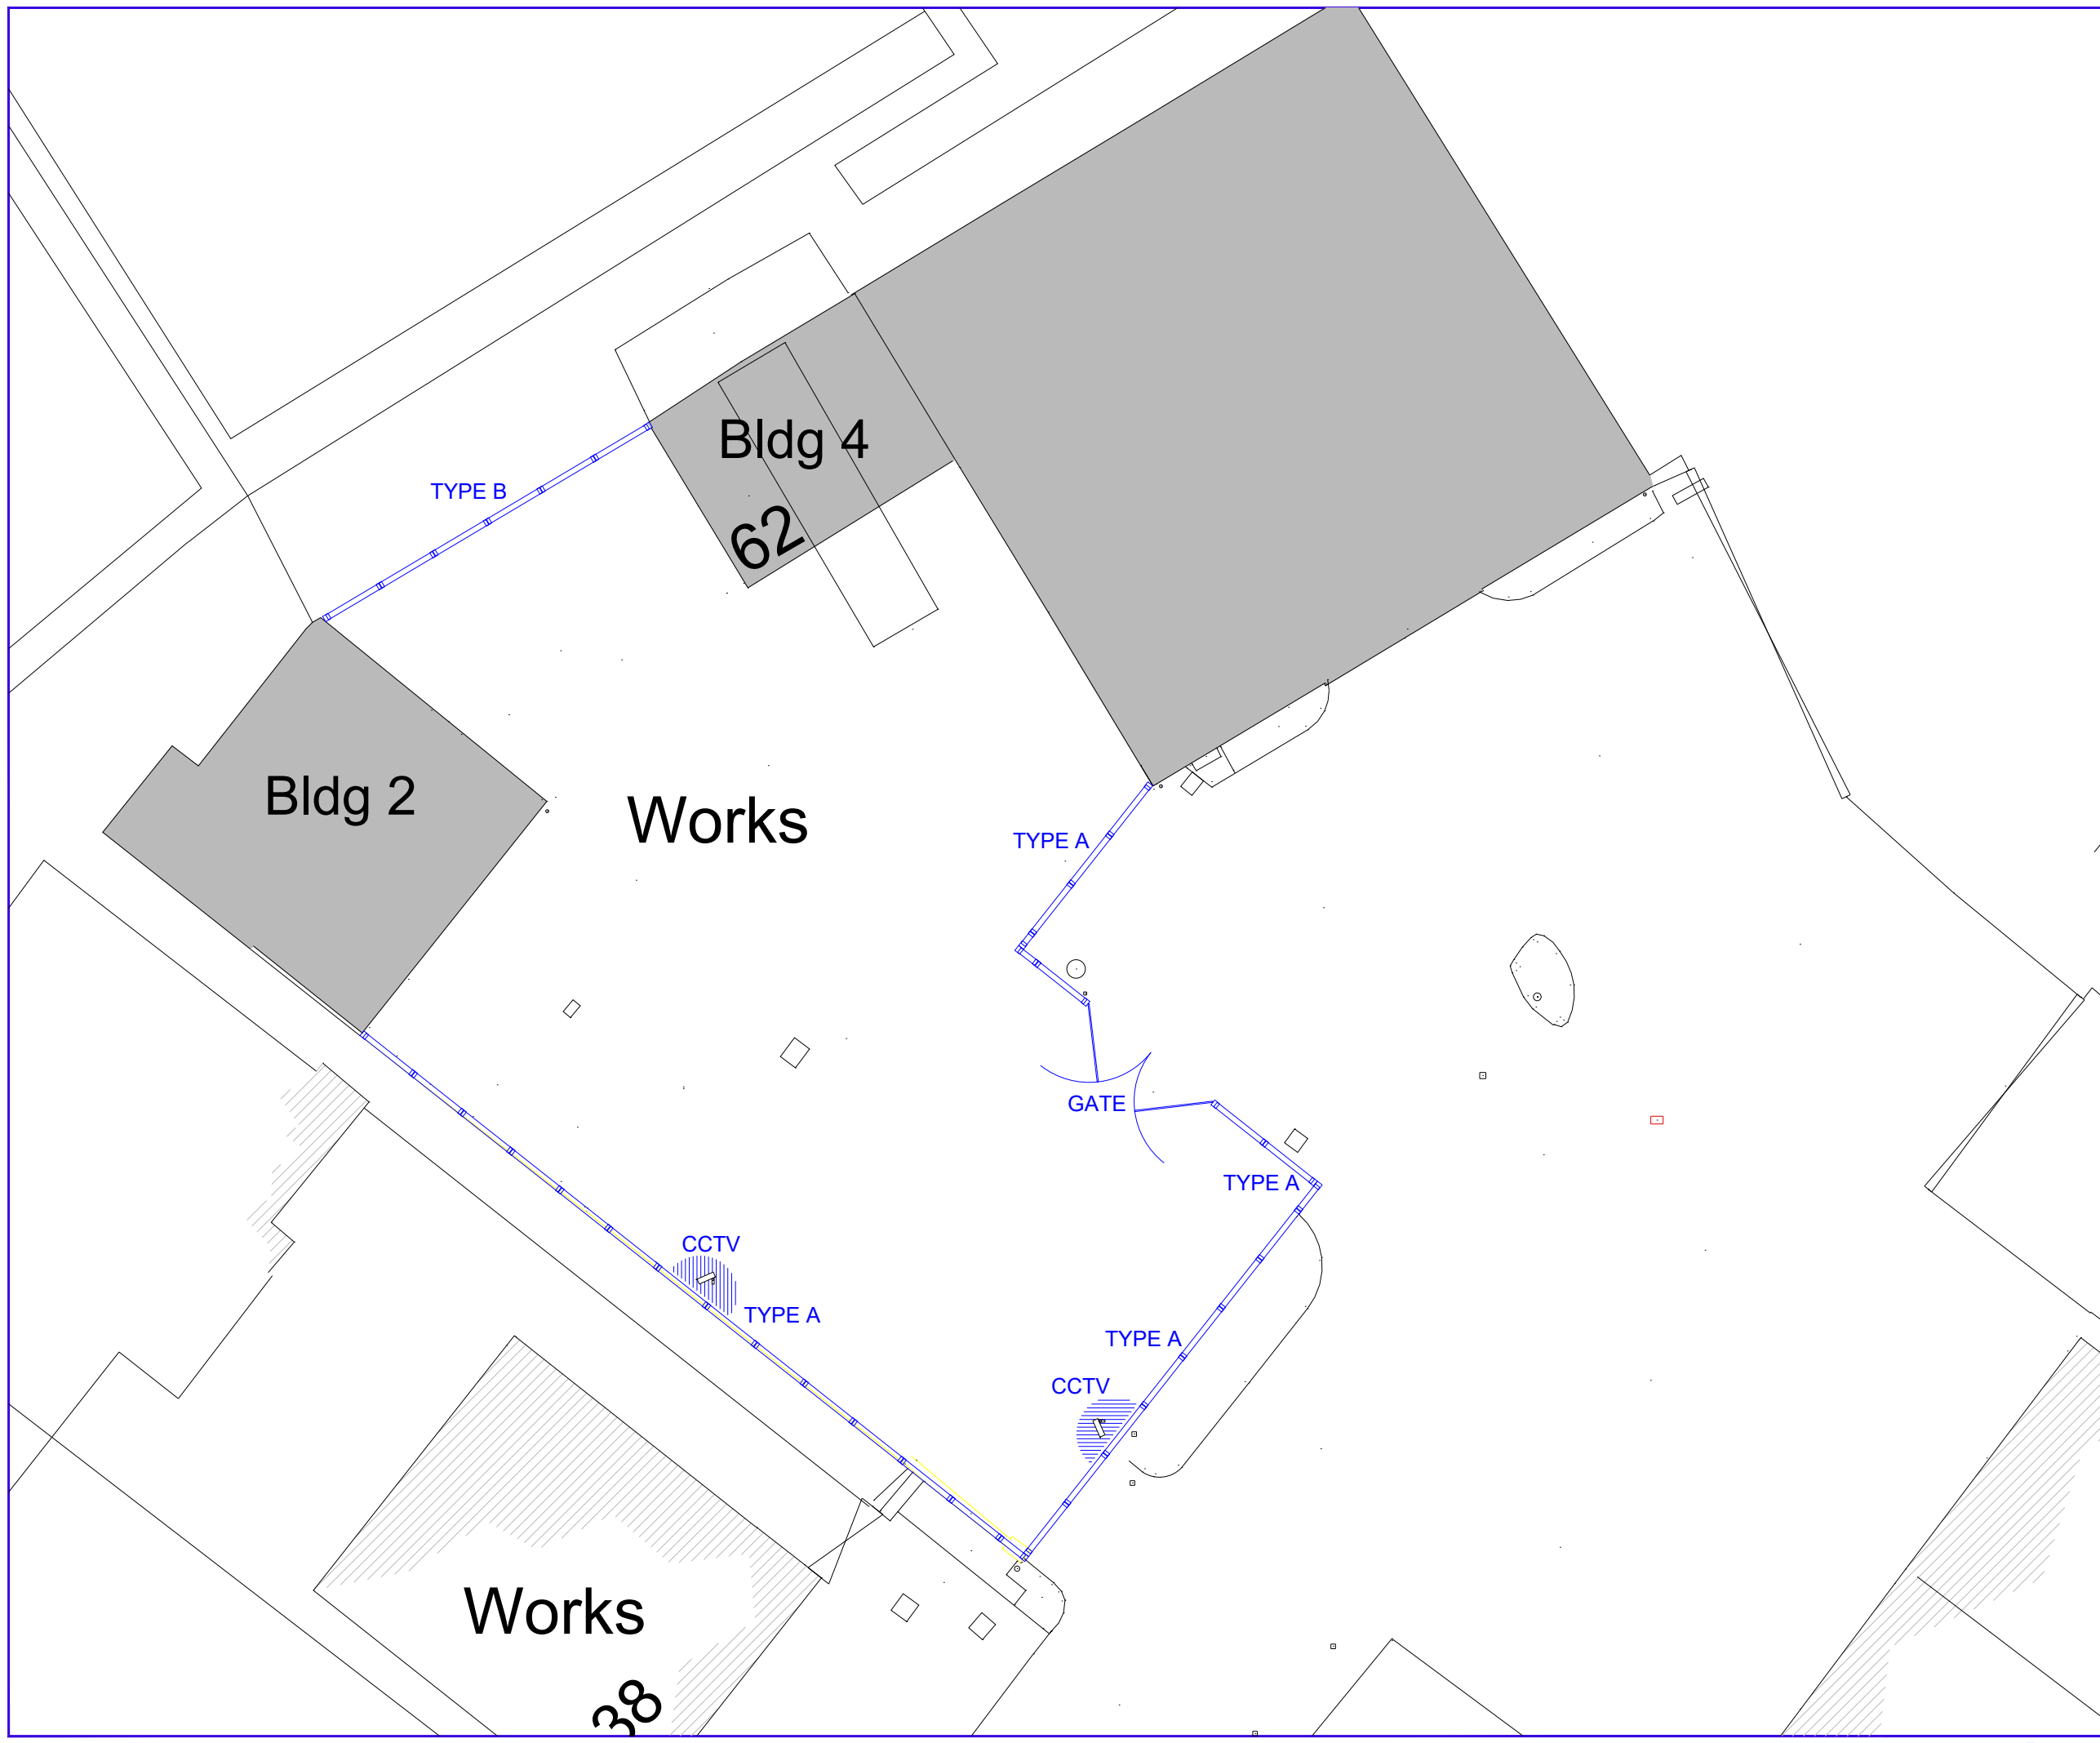 Bldg 4
TYPE B
62
Bldg 2
Works
TYPE A
GATE
TYPE A
CCTV
TYPE A
TYPE A
CCTV
Works
38